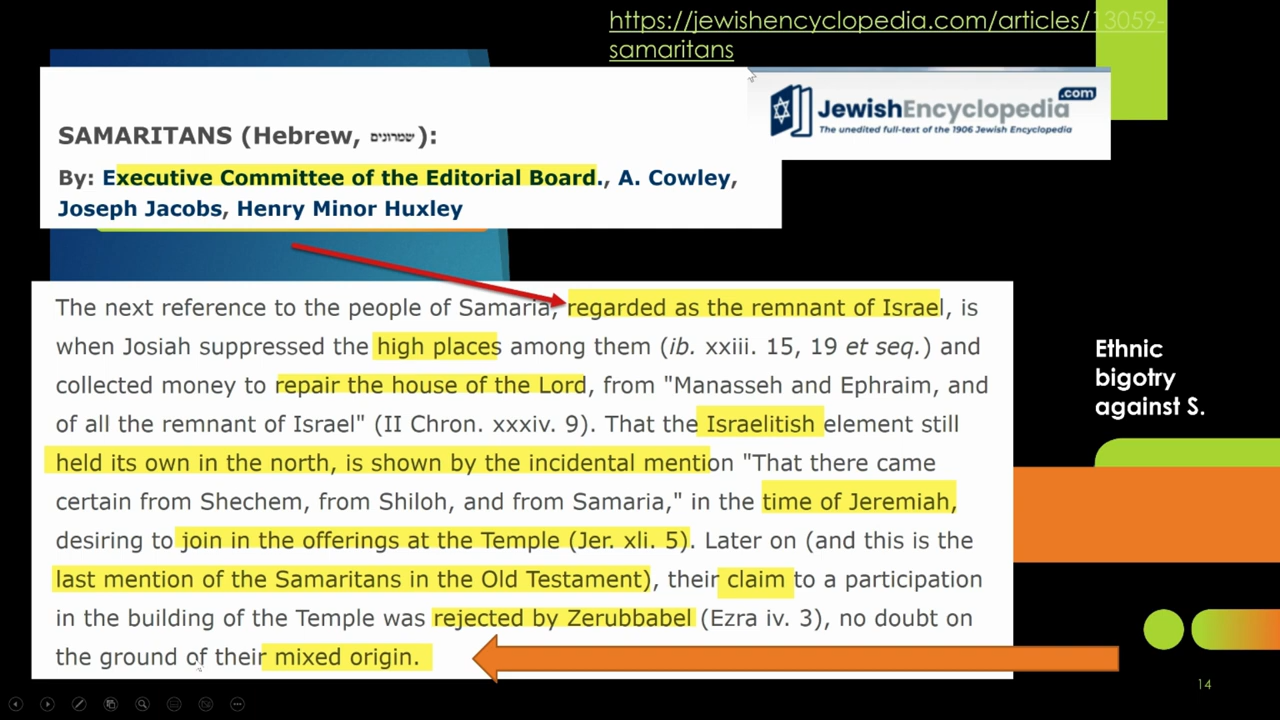 https://jewishencyclopedia.com/articles/13059-
samaritans
JewishEncyclopedia.com
The unedited full-text of the 1906 Jewish Encyclopedia
SAMARITANS (Hebrew, שמרונים):
By: Executive Committee of the Editorial Board., A. Cowley,
Joseph Jacobs, Henry Minor Huxley
The next reference to the people of Samaria, regarded as the remnant of Israel, is
when Josiah suppressed the high places among them (ib. xxiii. 15, 19 et seq.) and
collected money to repair the house of the Lord, from "Manasseh and Ephraim, and
of all the remnant of Israel" (II Chron. xxxiv. 9). That the Israelitish element still
held its own in the north, is shown by the incidental mention "That there came
certain from Shechem, from Shiloh, and from Samaria," in the time of Jeremiah,
desiring to join in the offerings at the Temple (Jer. xli. 5). Later on (and this is the
last mention of the Samaritans in the Old Testament), their claim to a participation
in the building of the Temple was rejected by Zerubbabel (Ezra iv. 3), no doubt on
the ground of their mixed origin.
Ethnic
bigotry
against S.
14